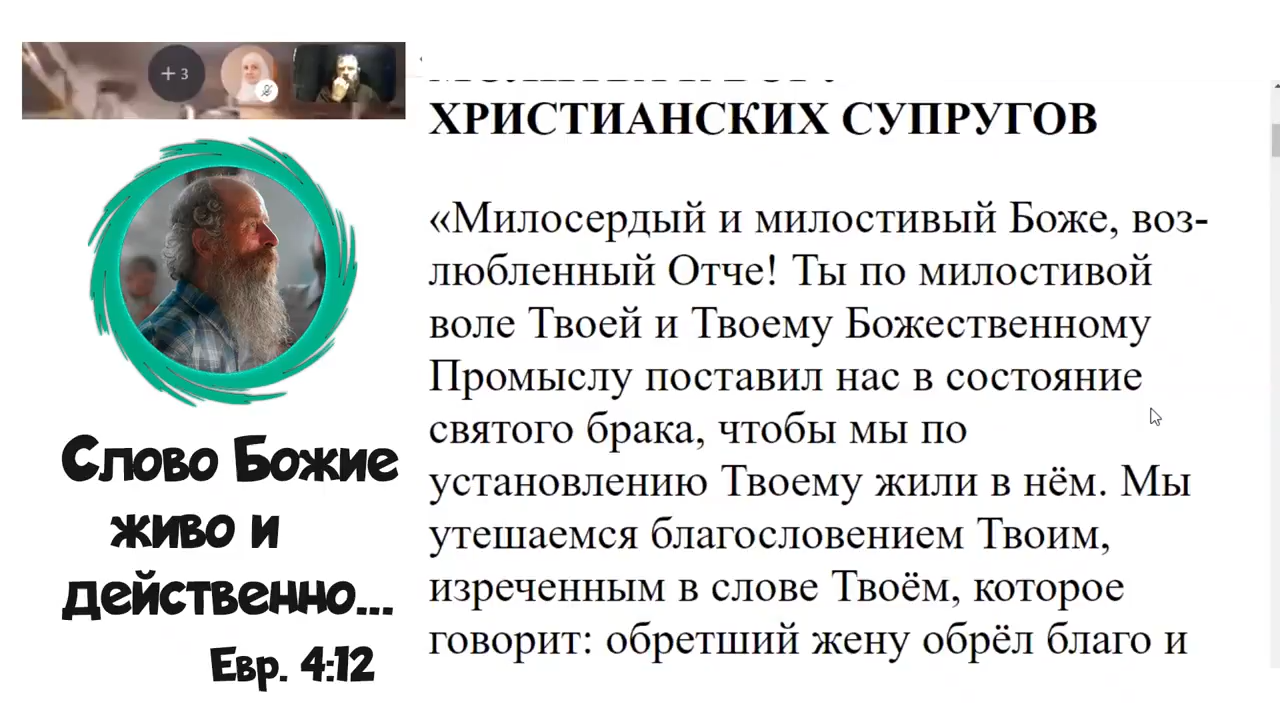 +3
ХРИСТИАНСКИХ СУПРУГОВ
«Милосердый и милостивый Боже, воз-
любленный Отче! Ты по милостивой
воле Твоей и Твоему Божественному
Промыслу поставил нас в состояние
святого брака, чтобы мы по
установлению Твоему жили в нём. Мы
утешаемся благословением Твоим,
изреченным в слове Твоём, которое
говорит: обретший жену обрёл благо и
Слово Божие
живо и
действенно...
Евр. 4:12